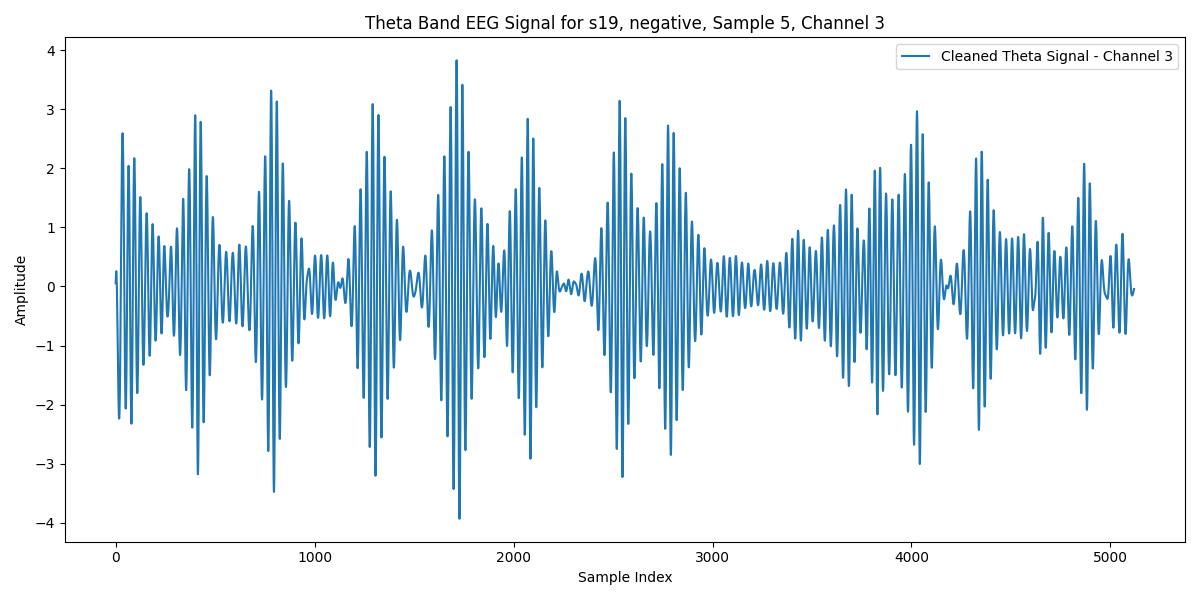 Theta Band EEG Signal for s19, negative, Sample 5, Channel 3
Cleaned Theta Signal - Channel 3
Amplitude
4
3
2
1
0
−1
−2
−3
−4
0 1000 2000 3000 4000 5000
Sample Index